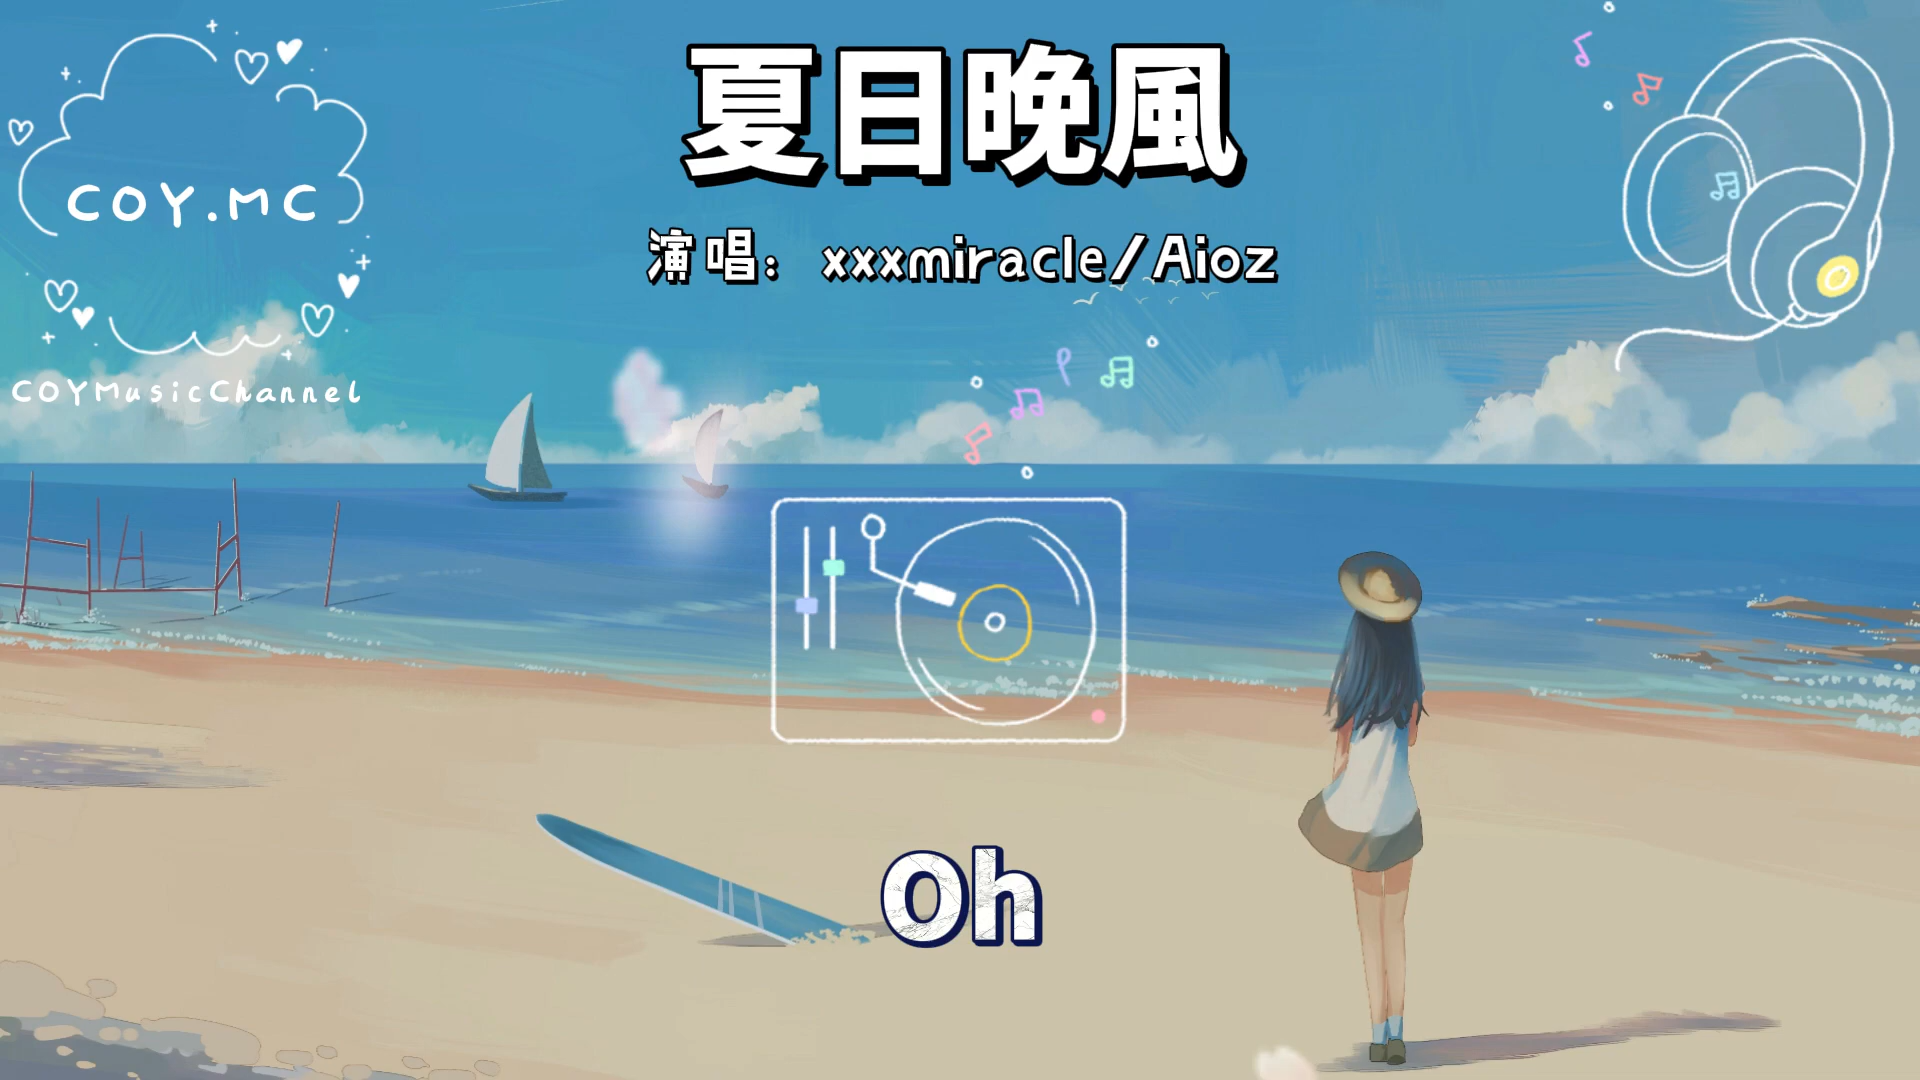 夏日晚風
演唱： xxxmiracle/Aioz
COY.MC
COYMusicChannel
Oh